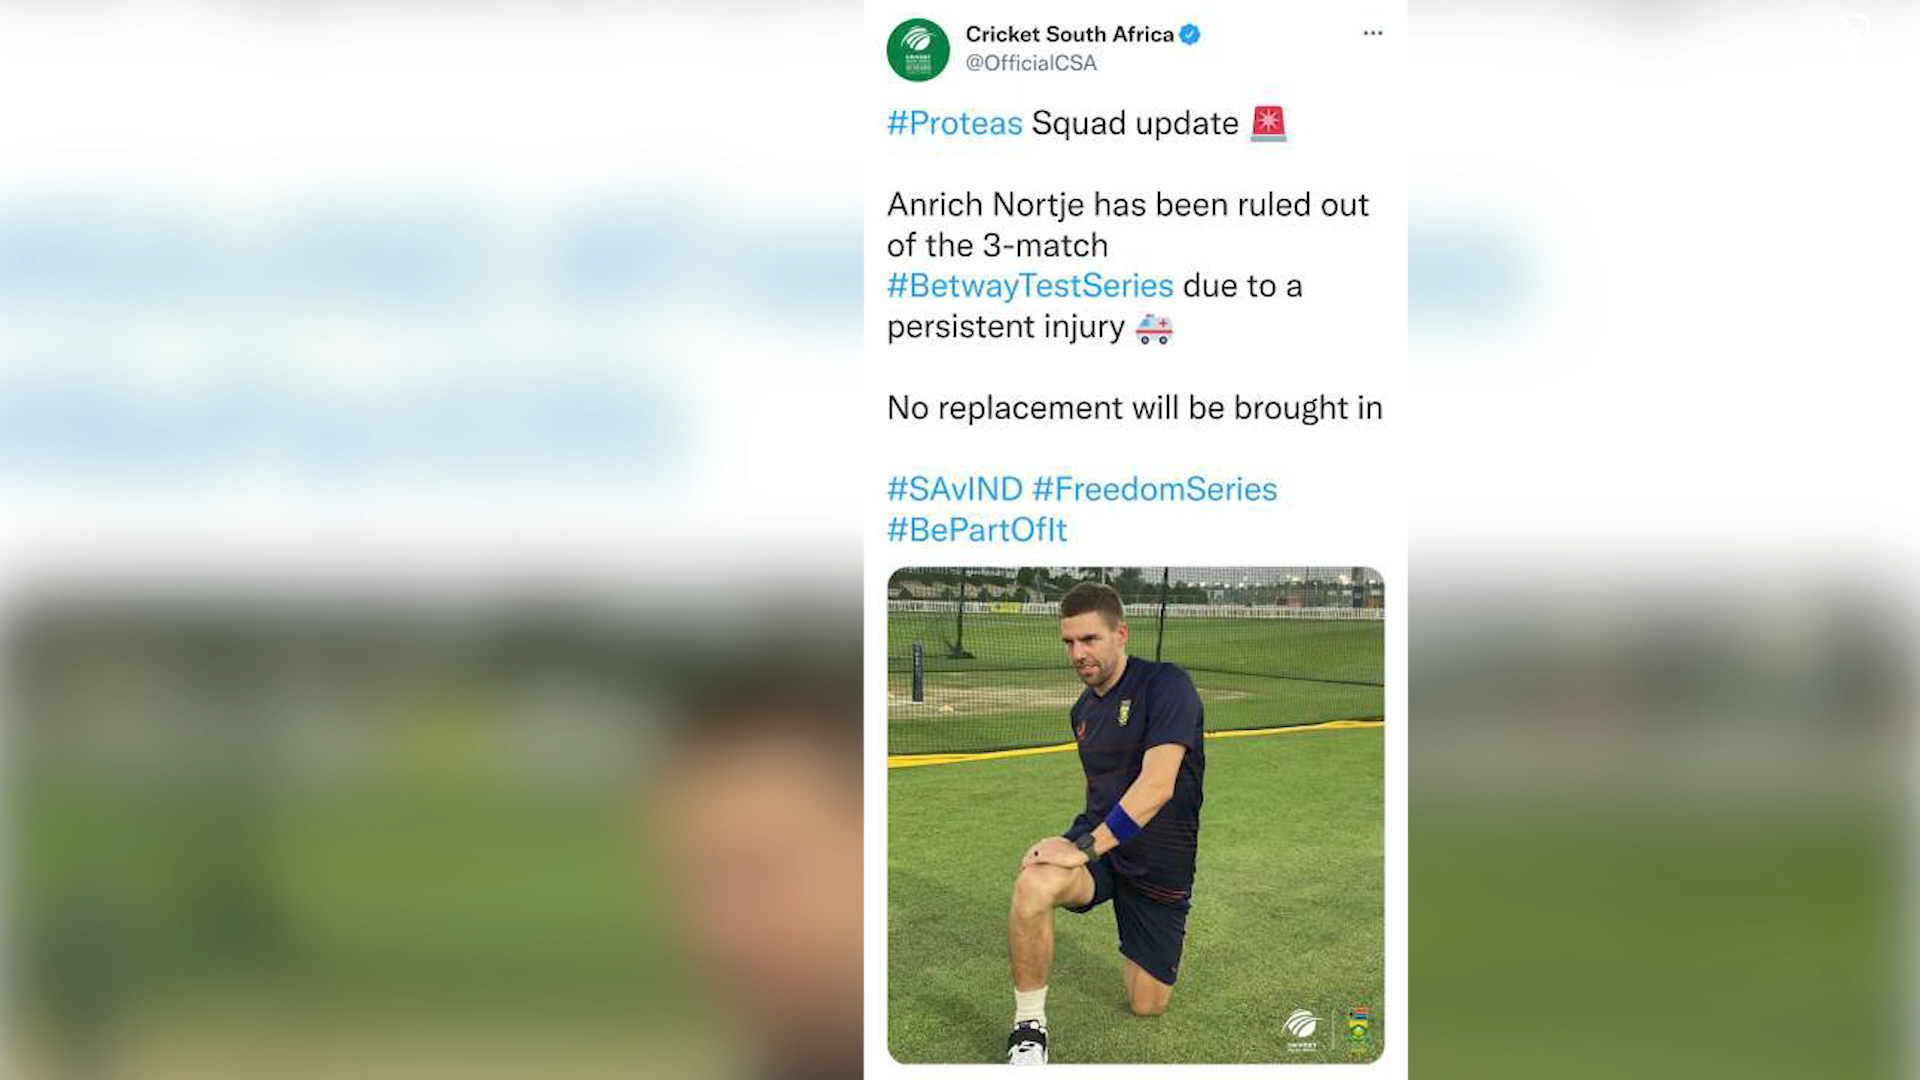 Cricket South Africa
@OfficialCSA
#Proteas Squad update
Anrich Nortje has been ruled out
of the 3-match
#BetwayTestSeries due to a
persistent injury
No replacement will be brought in
#SAvIND #FreedomSeries
#BePartOfIt